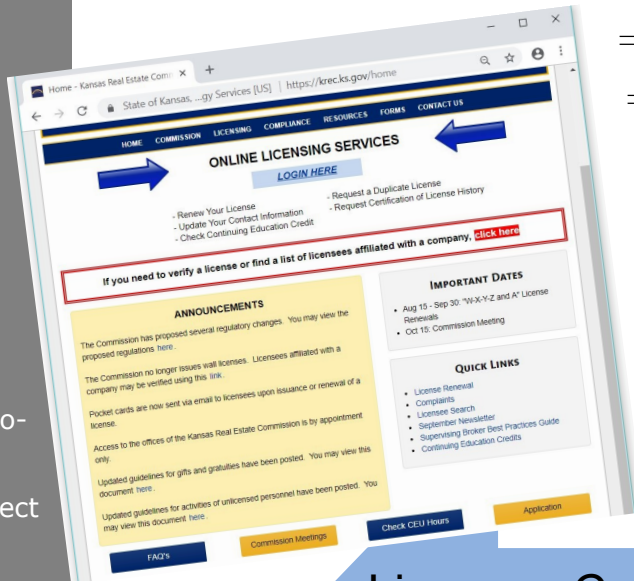 Home - Kansas Real Estate Com
State of Kansas, ...gy Services [US] | https://krec.ks.gov/home
HOME COMMISSION LICENSING COMPLIANCE RESOURCES FORMS CONTACT US
ONLINE LICENSING SERVICES
LOGIN HERE
- Renew Your License
- Update Your Contact Information
- Check Continuing Education Credit
- Request a Duplicate License
- Request Certification of License History
If you need to verify a license or find a list of licensees affiliated with a company, click here
ANNOUNCEMENTS
The Commission has proposed several regulatory changes. You may view the
proposed regulations here.
The Commission no longer issues wall licenses. Licensees affiliated with a
company may be verified using this link.
Pocket cards are now sent via email to licensees upon issuance or renewal of a
license.
Access to the offices of the Kansas Real Estate Commission is by appointment
only.
Updated guidelines for gifts and gratuities have been posted. You may view this
document here.
Updated guidelines for activities of unlicensed personnel have been posted. You
may view this document here.
IMPORTANT DATES
• Aug 15 - Sep 30: "W-X-Y-Z and A" License
Renewals
• Oct 15: Commission Meeting
QUICK LINKS
• License Renewal
• Complaints
• Licensee Search
• September Newsletter
• Supervising Broker Best Practices Guide
• Continuing Education Credits
FAQ's
Commission Meetings
Check CEU Hours
Application
o-
ect